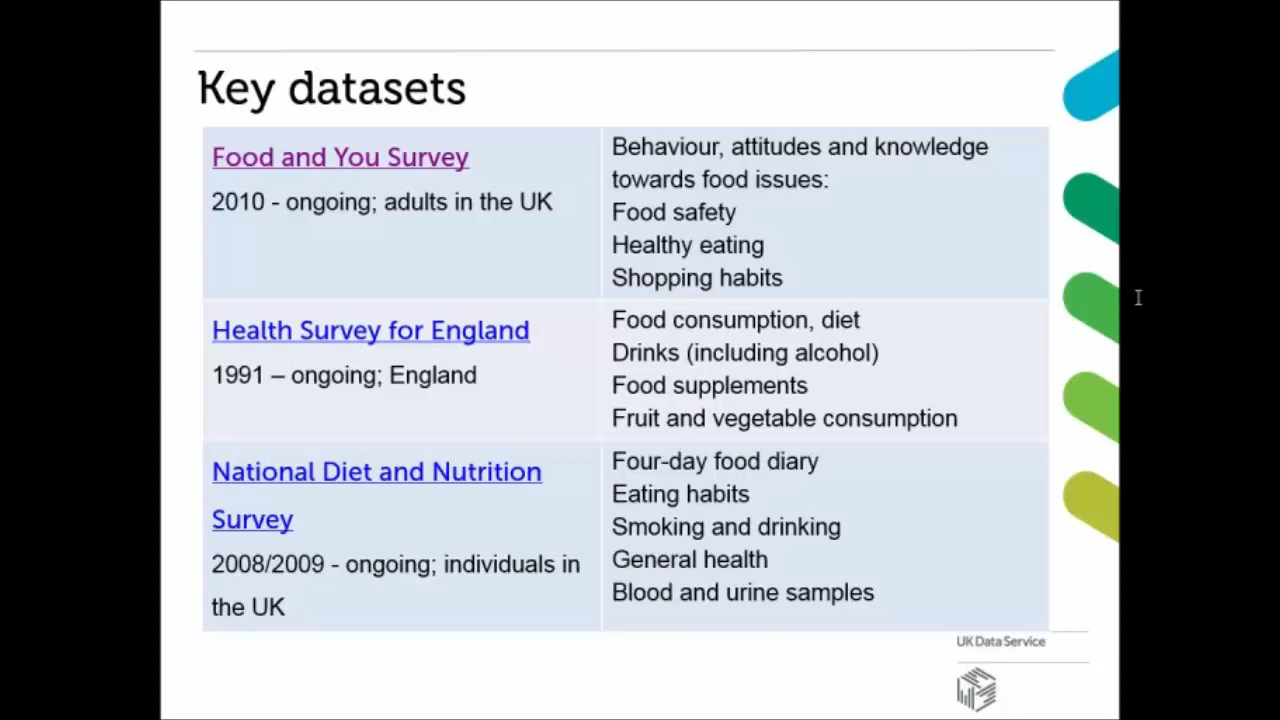 Key datasets
Food and You Survey
2010 - ongoing; adults in the UK
Behaviour, attitudes and knowledge
towards food issues:
Food safety
Healthy eating
Shopping habits
Health Survey for England
1991 – ongoing; England
Food consumption, diet
Drinks (including alcohol)
Food supplements
Fruit and vegetable consumption
National Diet and Nutrition
Survey
2008/2009 - ongoing; individuals in
the UK
Four-day food diary
Eating habits
Smoking and drinking
General health
Blood and urine samples
UK Data Service